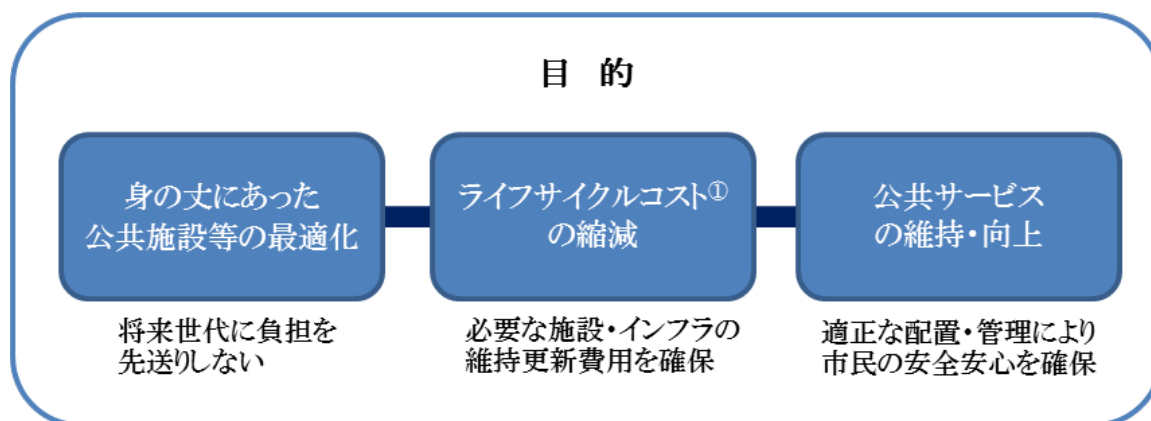 目 的
身の丈にあった
公共施設等の最適化
ライフサイクルコスト①
の縮減
公共サービス
の維持・向上
将来世代に負担を
先送りしない
必要な施設・インフラの
維持更新費用を確保
適正な配置・管理により
市民の安全安心を確保